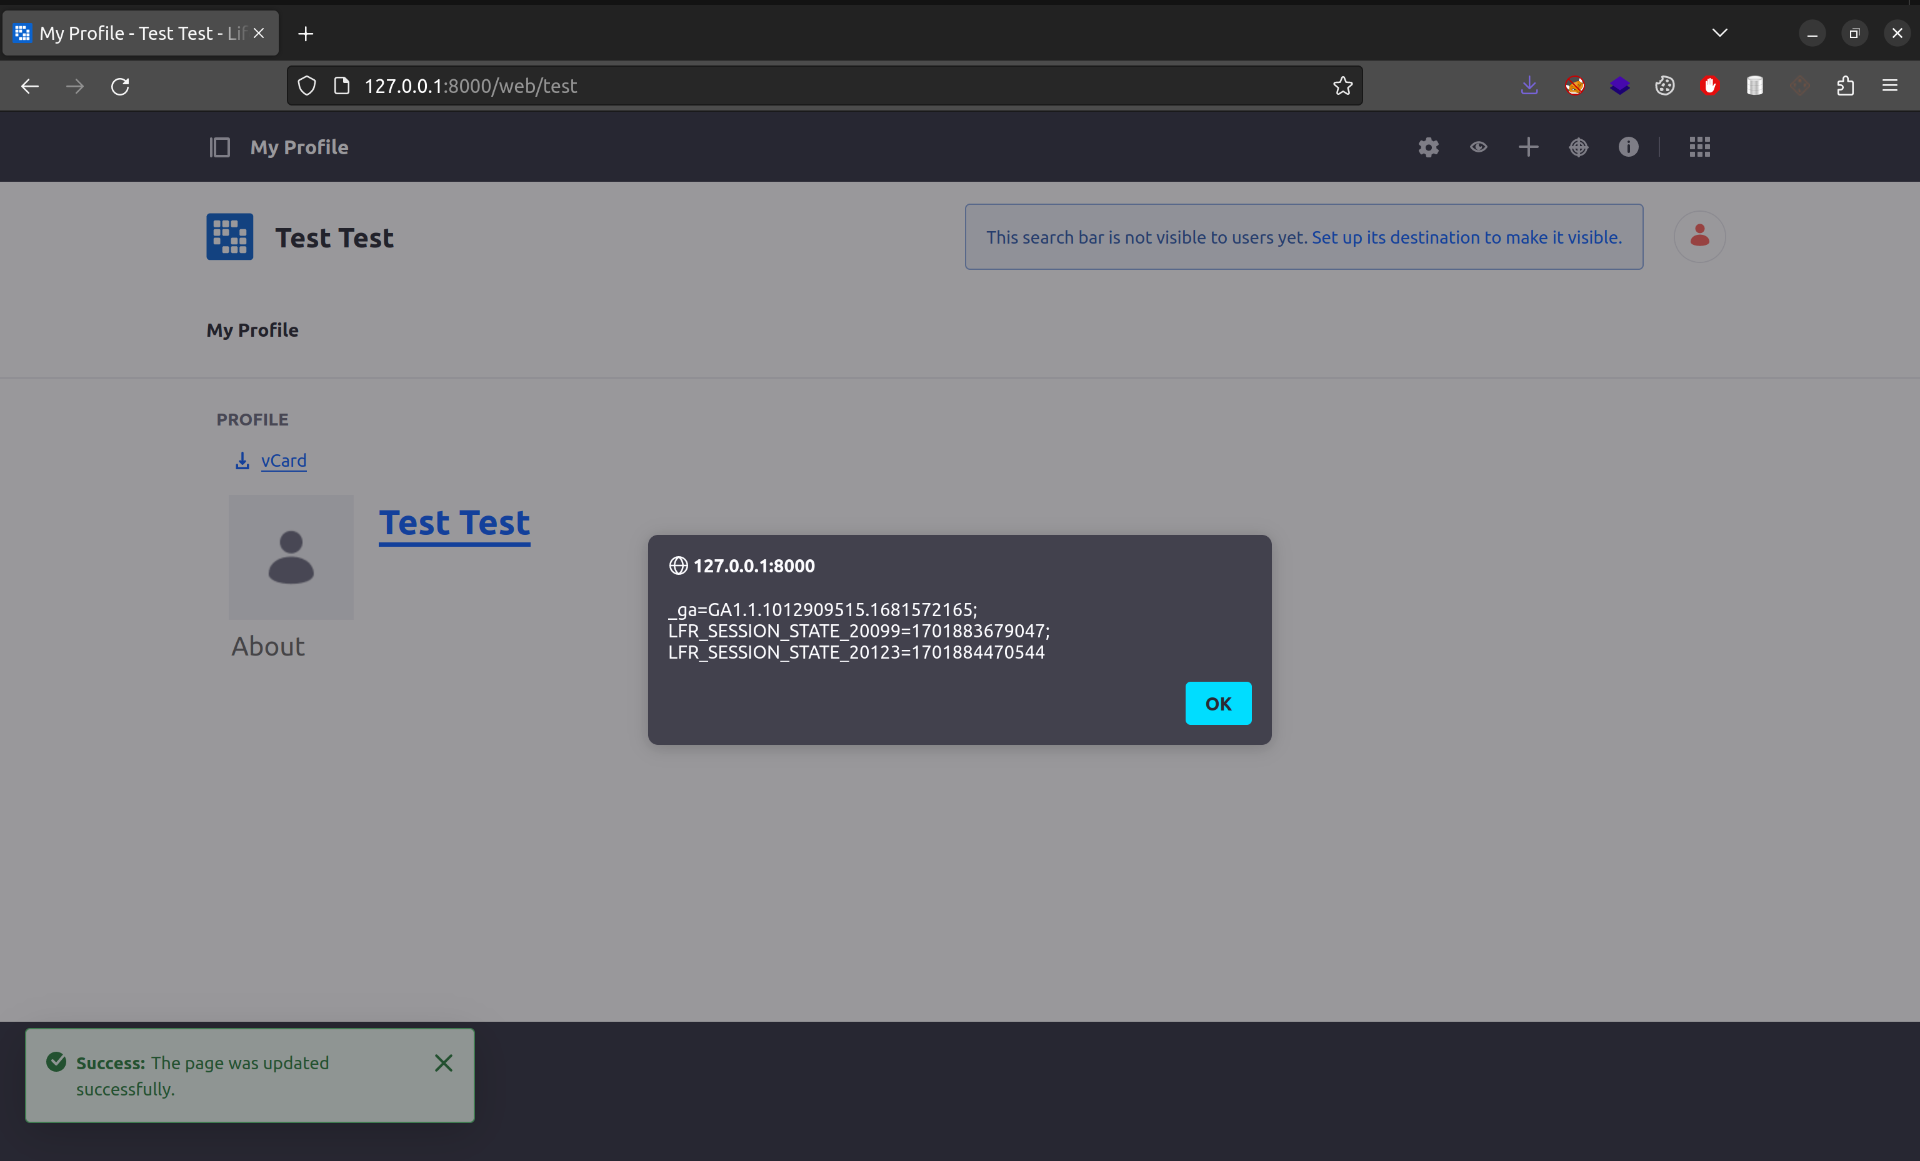 My Profile - Test Test - Lif
127.0.0.1:8000/web/test
My Profile
Test Test
This search bar is not visible to users yet. Set up its destination to make it visible.
My Profile
PROFILE
vCard
Test Test
About
127.0.0.1:8000
_ga=GA1.1.1012909515.1681572165;
LFR_SESSION_STATE_20099=1701883679047;
LFR_SESSION_STATE_20123=1701884470544
OK
Success: The page was updated
successfully.